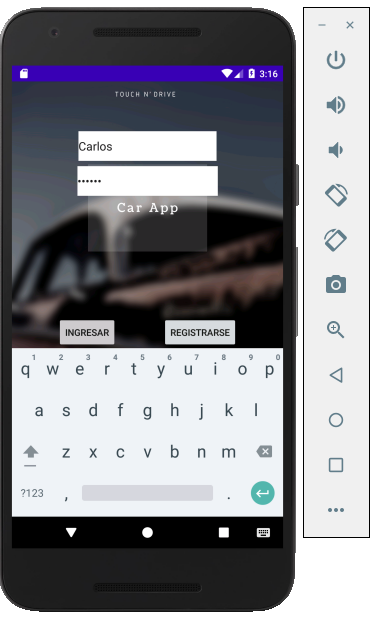 3:16
TOUCH N' DRIVE
Carlos
••••••
Car App
INGRESAR REGISTRARSE
1 2 3 4 5 6 7 8 9 0
q w e r t y u i o p
a s d f g h j k l
z x c v b n m
?123 , .